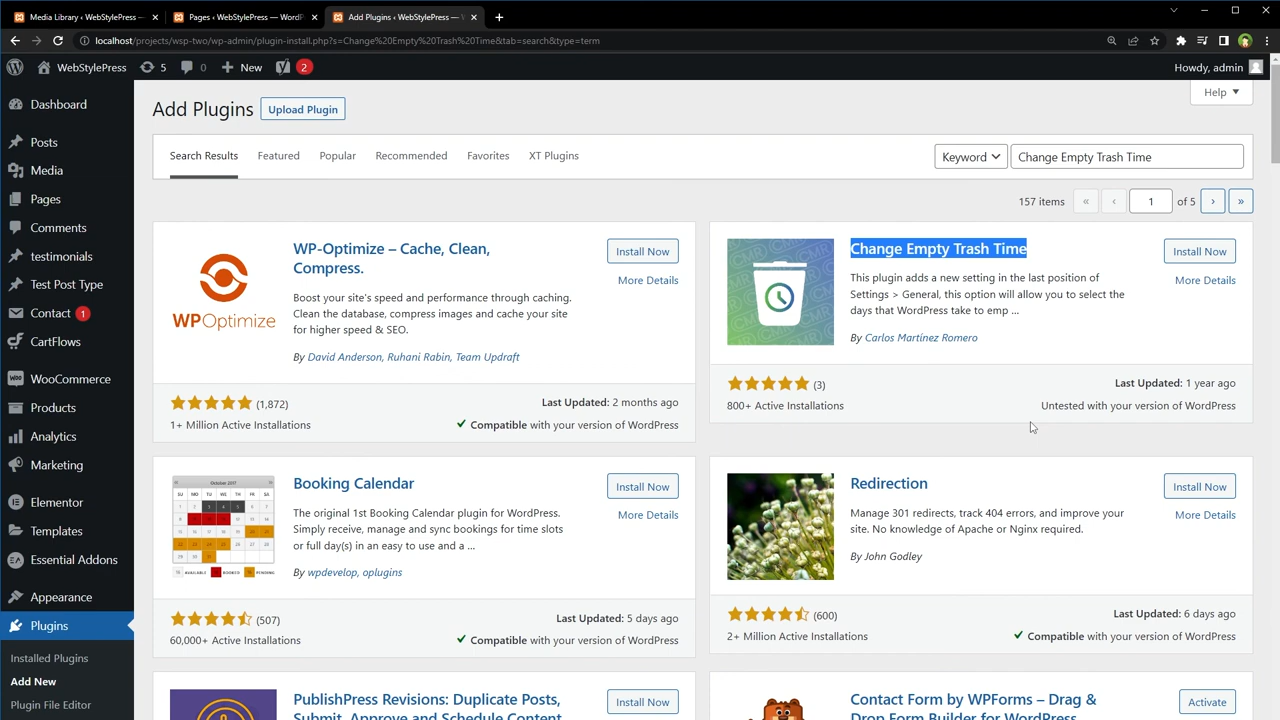 Media Library ‹ WebStylePress —
Pages ‹ WebStylePress — WordP
Add Plugins ‹ WebStylePress —
localhost/projects/wsp-two/wp-admin/plugin-install.php?s=Change%20Empty%20Trash%20Time&tab=search&type=term
WebStylePress
5
0
New
2
Howdy, admin
Dashboard
Posts
Media
Pages
Comments
testimonials
Test Post Type
Contact 1
CartFlows
WooCommerce
Products
Analytics
Marketing
Elementor
Templates
Essential Addons
Appearance
Plugins
Installed Plugins
Add New
Plugin File Editor
Add Plugins
Upload Plugin
Help
Search Results
Featured
Popular
Recommended
Favorites
XT Plugins
Keyword
Change Empty Trash Time
157 items
«
‹
1
of 5
›
»
WPOptimize
WP-Optimize – Cache, Clean,
Compress.
Install Now
More Details
Boost your site's speed and performance through caching.
Clean the database, compress images and cache your site
for higher speed & SEO.
By David Anderson, Ruhani Rabin, Team Updraft
(1,872)
Last Updated: 2 months ago
1+ Million Active Installations
Compatible with your version of WordPress
Change Empty Trash Time
Install Now
More Details
This plugin adds a new setting in the last position of
Settings > General, this option will allow you to select the
days that WordPress take to emp ...
By Carlos Martínez Romero
(3)
Last Updated: 1 year ago
800+ Active Installations
Untested with your version of WordPress
Booking Calendar
Install Now
More Details
The original 1st Booking Calendar plugin for WordPress.
Simply receive, manage and sync bookings for time slots
or full day(s) in an easy to use and a ...
By wpdevelop, oplugins
(507)
Last Updated: 5 days ago
60,000+ Active Installations
Compatible with your version of WordPress
Redirection
Install Now
More Details
Manage 301 redirects, track 404 errors, and improve your
site. No knowledge of Apache or Nginx required.
By John Godley
(600)
Last Updated: 6 days ago
2+ Million Active Installations
Compatible with your version of WordPress
PublishPress Revisions: Duplicate Posts,
Submit, Approve and Schedule Content
Install Now
Contact Form by WPForms – Drag &
Drop Form Builder for WordPress
Activate